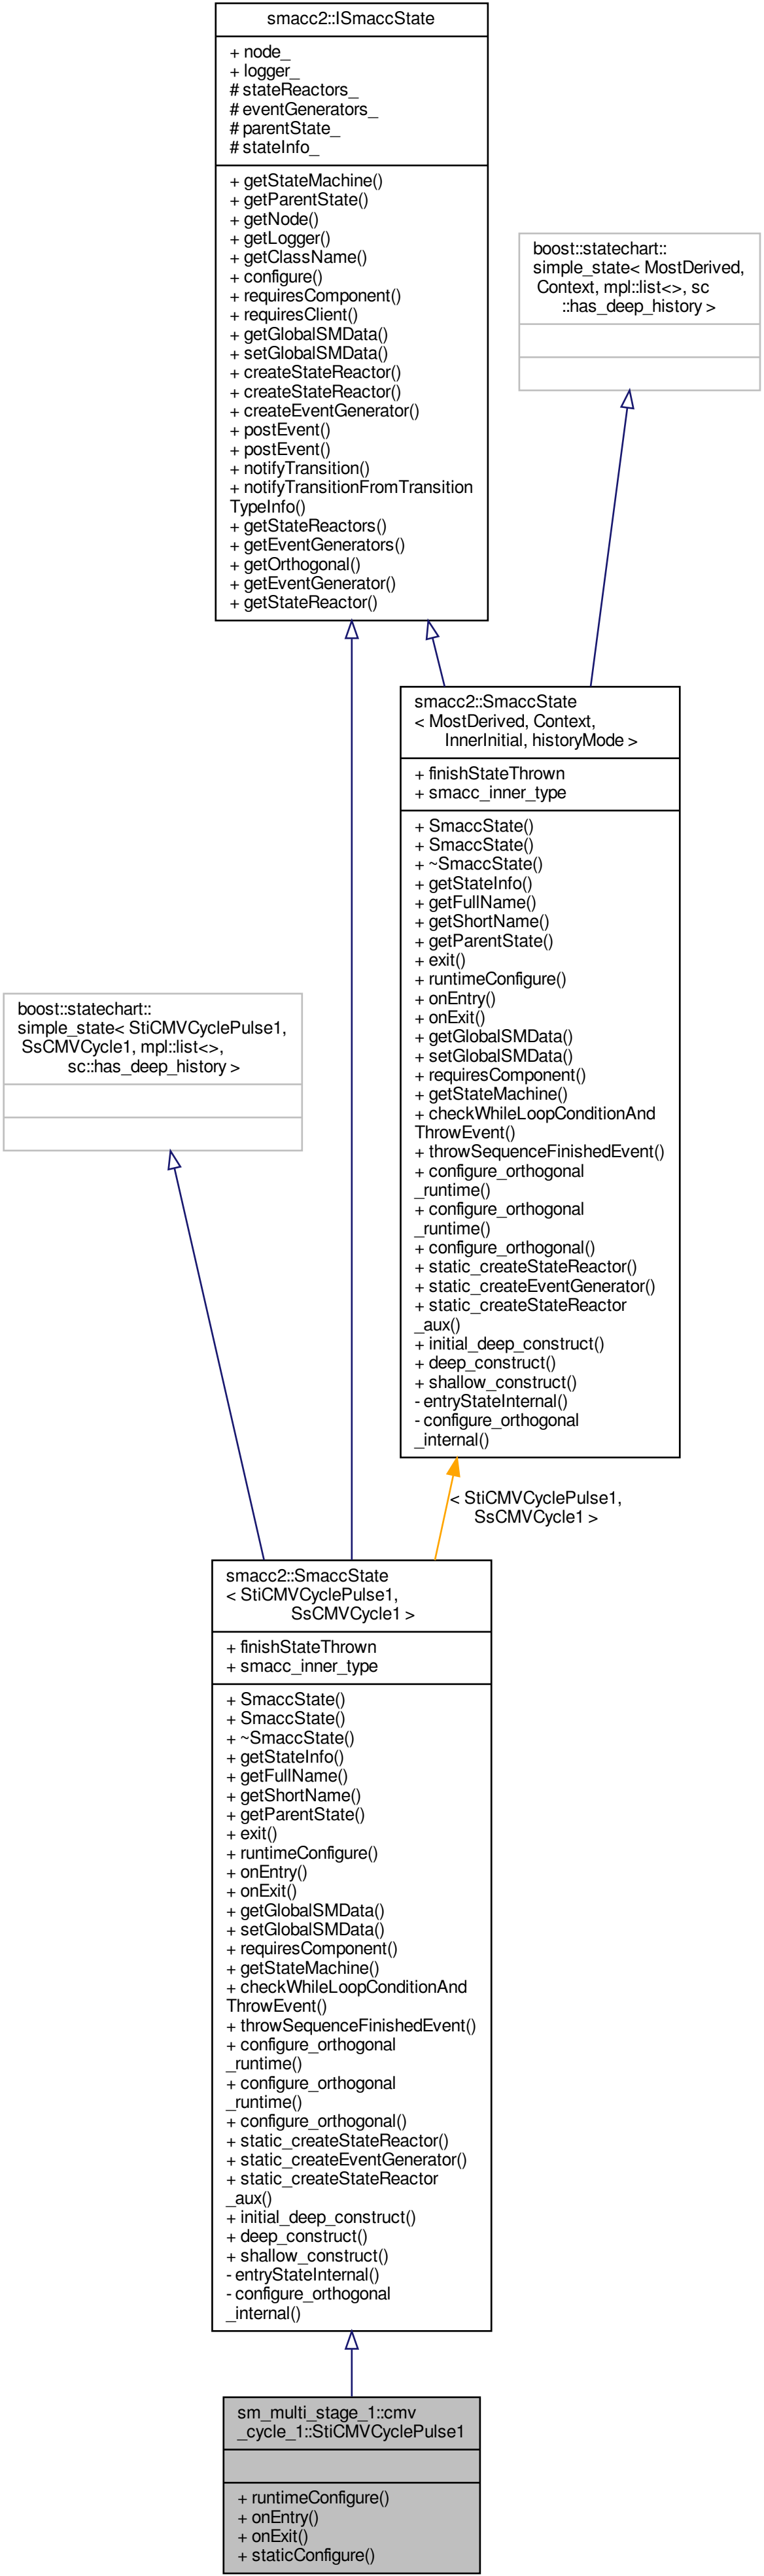 smacc2::ISmaccState
+ node_
+ logger_
# stateReactors_
# eventGenerators_
# parentState_
# stateInfo_
+ getStateMachine()
+ getParentState()
+ getNode()
+ getLogger()
+ getClassName()
+ configure()
+ requiresComponent()
+ requiresClient()
+ getGlobalSMData()
+ setGlobalSMData()
+ createStateReactor()
+ createStateReactor()
+ createEventGenerator()
+ postEvent()
+ postEvent()
+ notifyTransition()
+ notifyTransitionFromTransition
TypeInfo()
+ getStateReactors()
+ getEventGenerators()
+ getOrthogonal()
+ getEventGenerator()
+ getStateReactor()
boost::statechart::
simple_state< MostDerived,
Context, mpl::list<>, sc
::has_deep_history >
smacc2::SmaccState
< MostDerived, Context,
InnerInitial, historyMode >
+ finishStateThrown
+ smacc_inner_type
+ SmaccState()
+ SmaccState()
+ ~SmaccState()
+ getStateInfo()
+ getFullName()
+ getShortName()
+ getParentState()
+ exit()
+ runtimeConfigure()
+ onEntry()
+ onExit()
+ getGlobalSMData()
+ setGlobalSMData()
+ requiresComponent()
+ getStateMachine()
+ checkWhileLoopConditionAnd
ThrowEvent()
+ throwSequenceFinishedEvent()
+ configure_orthogonal
_runtime()
+ configure_orthogonal
_runtime()
+ configure_orthogonal()
+ static_createStateReactor()
+ static_createEventGenerator()
+ static_createStateReactor
_aux()
+ initial_deep_construct()
+ deep_construct()
+ shallow_construct()
- entryStateInternal()
- configure_orthogonal
_internal()
boost::statechart::
simple_state< StiCMVCyclePulse1,
SsCMVCycle1, mpl::list<>,
sc::has_deep_history >
< StiCMVCyclePulse1,
SsCMVCycle1 >
smacc2::SmaccState
< StiCMVCyclePulse1,
SsCMVCycle1 >
+ finishStateThrown
+ smacc_inner_type
+ SmaccState()
+ SmaccState()
+ ~SmaccState()
+ getStateInfo()
+ getFullName()
+ getShortName()
+ getParentState()
+ exit()
+ runtimeConfigure()
+ onEntry()
+ onExit()
+ getGlobalSMData()
+ setGlobalSMData()
+ requiresComponent()
+ getStateMachine()
+ checkWhileLoopConditionAnd
ThrowEvent()
+ throwSequenceFinishedEvent()
+ configure_orthogonal
_runtime()
+ configure_orthogonal
_runtime()
+ configure_orthogonal()
+ static_createStateReactor()
+ static_createEventGenerator()
+ static_createStateReactor
_aux()
+ initial_deep_construct()
+ deep_construct()
+ shallow_construct()
- entryStateInternal()
- configure_orthogonal
_internal()
sm_multi_stage_1::cmv
_cycle_1::StiCMVCyclePulse1
+ runtimeConfigure()
+ onEntry()
+ onExit()
+ staticConfigure()